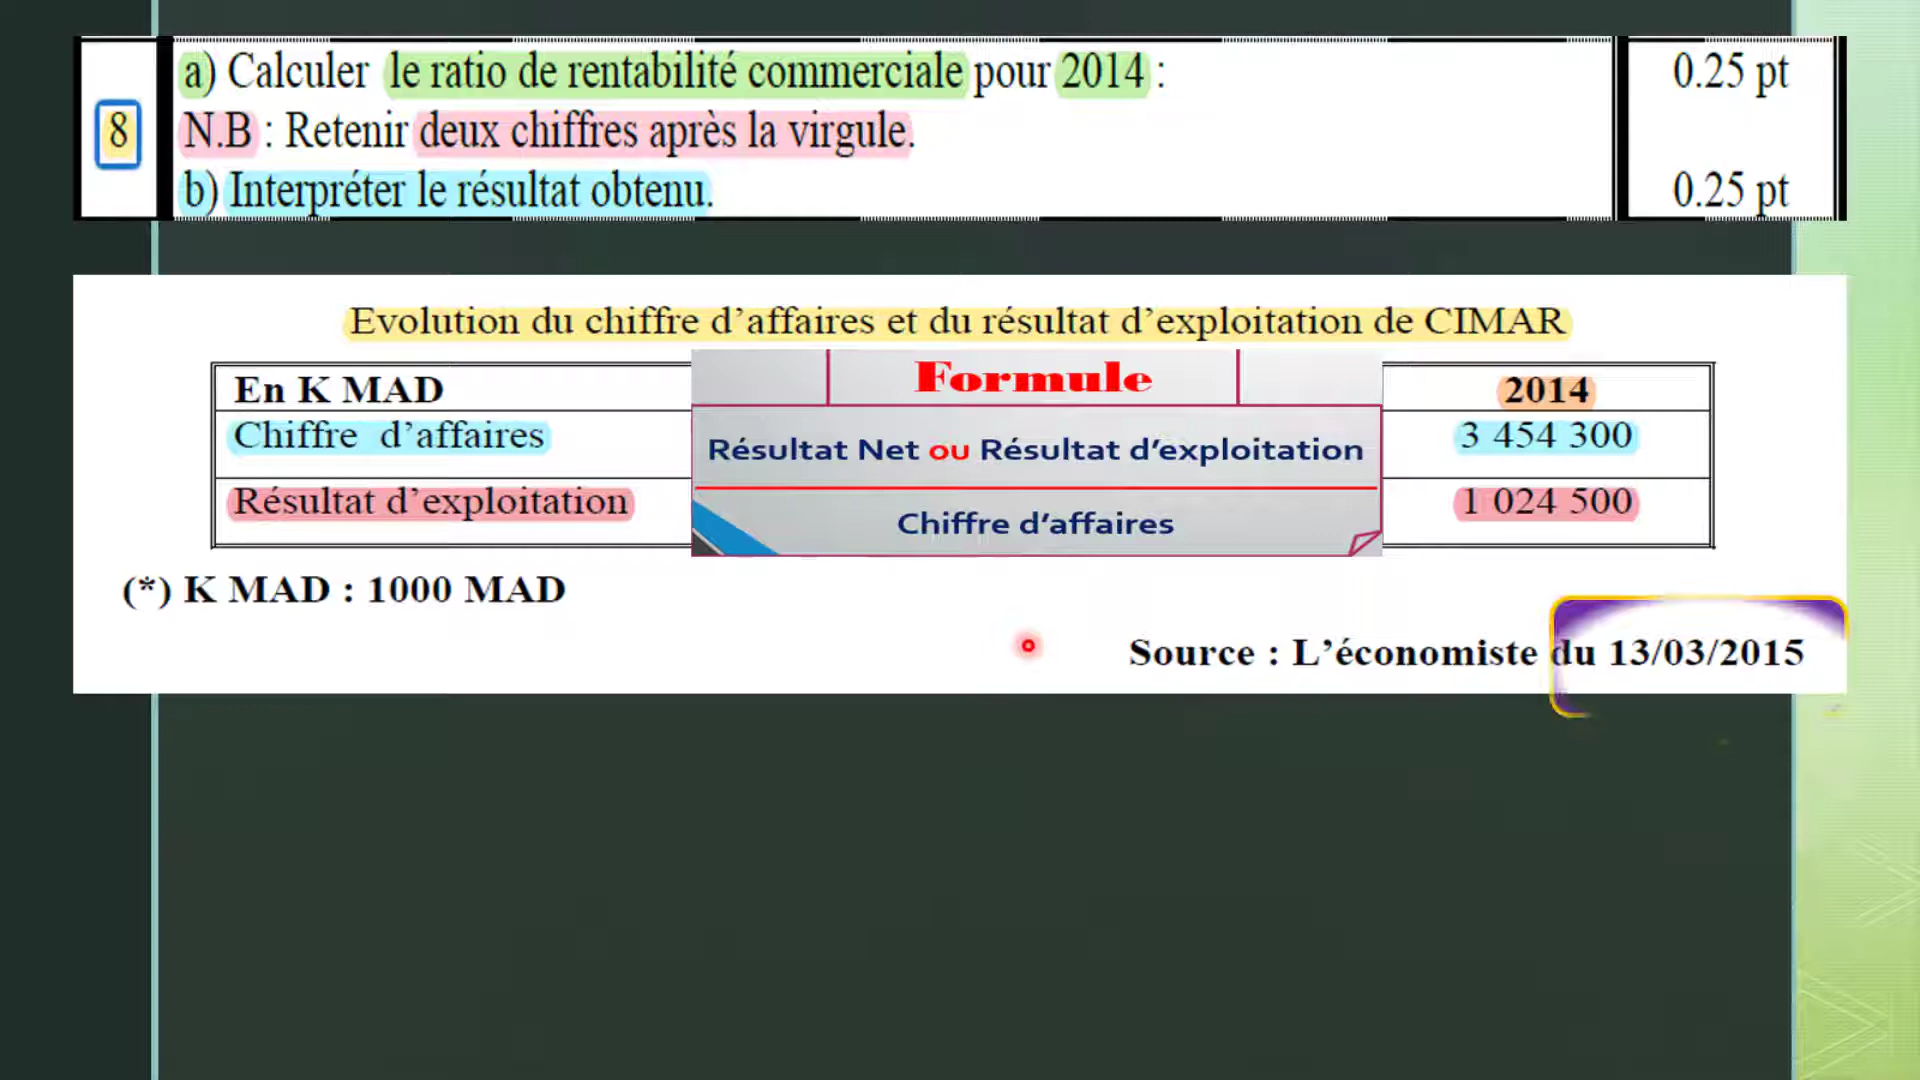 a) Calculer le ratio de rentabilité commerciale pour 2014 :
0.25 pt
8
N.B : Retenir deux chiffres après la virgule.
b) Interpréter le résultat obtenu.
0.25 pt
Evolution du chiffre d’affaires et du résultat d’exploitation de CIMAR
En K MAD
2014
Chiffre d’affaires
3 454 300
Résultat d’exploitation
1 024 500
Formule
Résultat Net ou Résultat d’exploitation
Chiffre d’affaires
(*) K MAD : 1000 MAD
Source : L’économiste du 13/03/2015